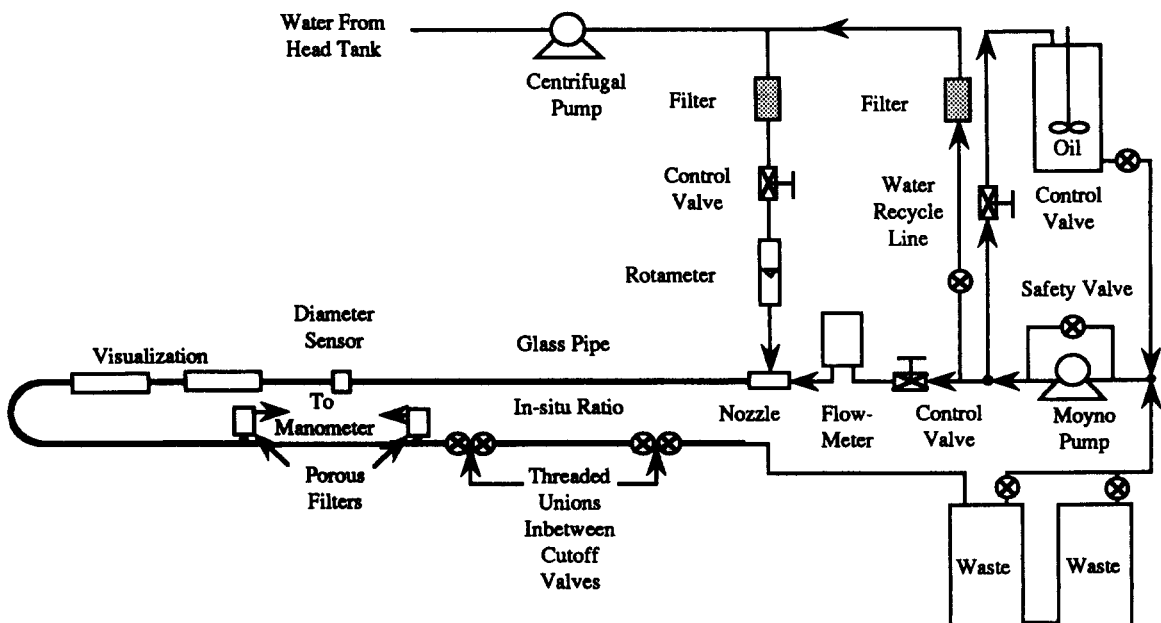 Water From
Head Tank
Centrifugal
Pump
Filter
Filter
Oil
Control
Valve
Water
Recycle
Line
Control
Valve
Rotameter
Safety Valve
Diameter
Sensor
Visualization
Glass Pipe
To
Manometer
In-situ Ratio
Nozzle
Flow-
Meter
Control
Valve
Moyno
Pump
Porous
Filters
Threaded
Unions
Inbetween
Cutoff
Valves
Waste
Waste